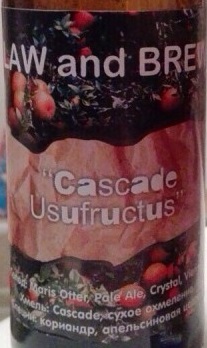 LAW and BREW
"Cascade
Usufructus"
Maris Otter, Pale Ale, Crystal,
Хмель: Cascade, сухое охмеление
кориандр, апельсиновая